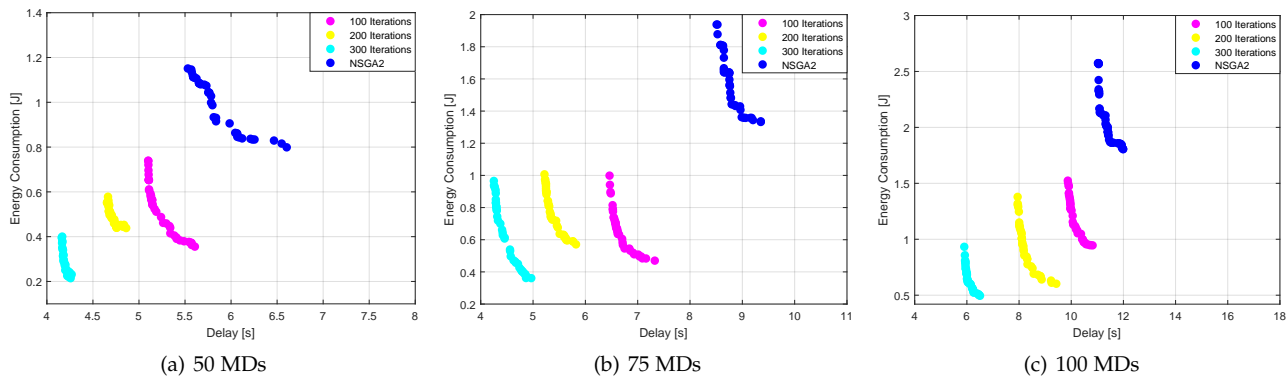 1.4
1.2
1
0.8
0.6
0.4
0.2
Energy Consumption [J]
4 4.5 5 5.5 6 6.5 7 7.5 8
Delay [s]
100 Iterations
200 Iterations
300 Iterations
NSGA2
(a) 50 MDs
2
1.8
1.6
1.4
1.2
1
0.8
0.6
0.4
0.2
Energy Consumption [J]
4 5 6 7 8 9 10 11
Delay [s]
100 Iterations
200 Iterations
300 Iterations
NSGA2
(b) 75 MDs
3
2.5
2
1.5
1
0.5
Energy Consumption [J]
6 8 10 12 14 16 18
Delay [s]
100 Iterations
200 Iterations
300 Iterations
NSGA2
(c) 100 MDs